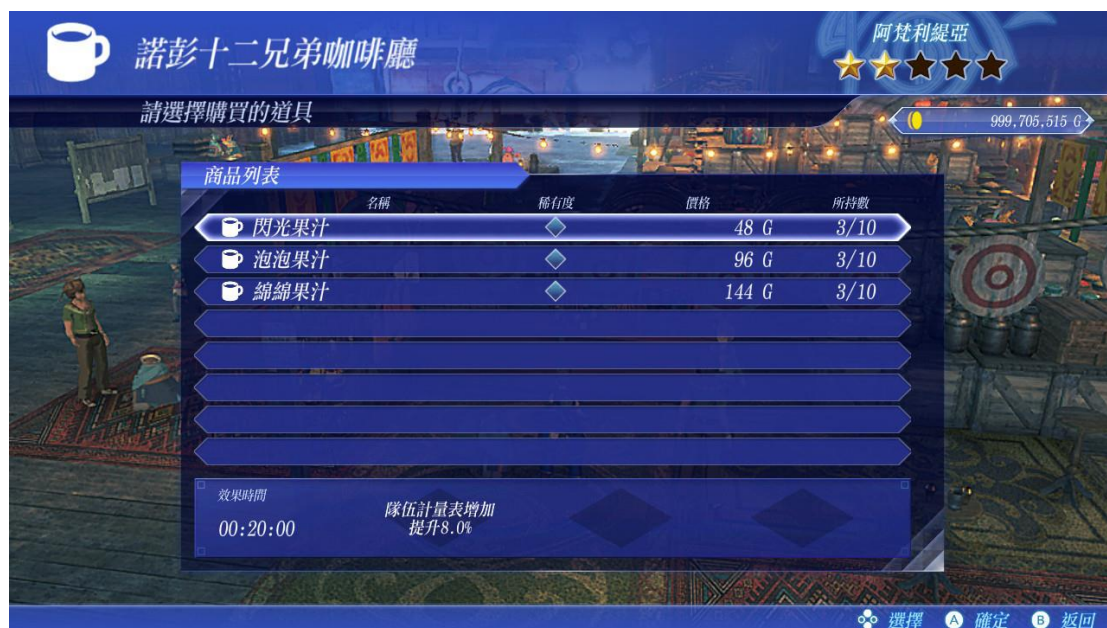 諾彭十二兄弟咖啡廳
阿梵利緹亞
請選擇購買的道具
999,705,515 G
商品列表
名稱 稀有度 價格 所持數
閃光果汁 48 G 3/10
泡泡果汁 96 G 3/10
綿綿果汁 144 G 3/10
效果時間
00:20:00
隊伍計量表增加
提升8.0%
選擇 A 確定 B 返回